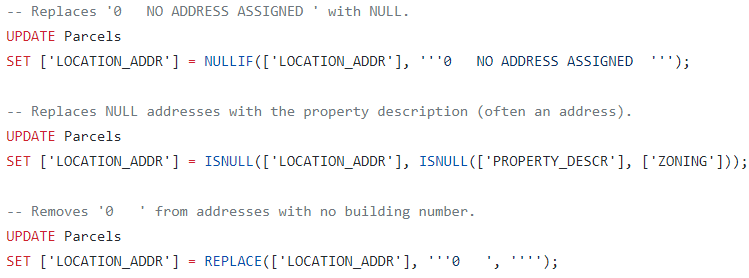 -- Replaces '0   NO ADDRESS ASSIGNED ' with NULL.
UPDATE Parcels
SET ['LOCATION_ADDR'] = NULLIF(['LOCATION_ADDR'], '''0   NO ADDRESS ASSIGNED  ''');
-- Replaces NULL addresses with the property description (often an address).
UPDATE Parcels
SET ['LOCATION_ADDR'] = ISNULL(['LOCATION_ADDR'], ISNULL(['PROPERTY_DESCR'], ['ZONING']));
-- Removes '0   ' from addresses with no building number.
UPDATE Parcels
SET ['LOCATION_ADDR'] = REPLACE(['LOCATION_ADDR'], '''0   ', '''');